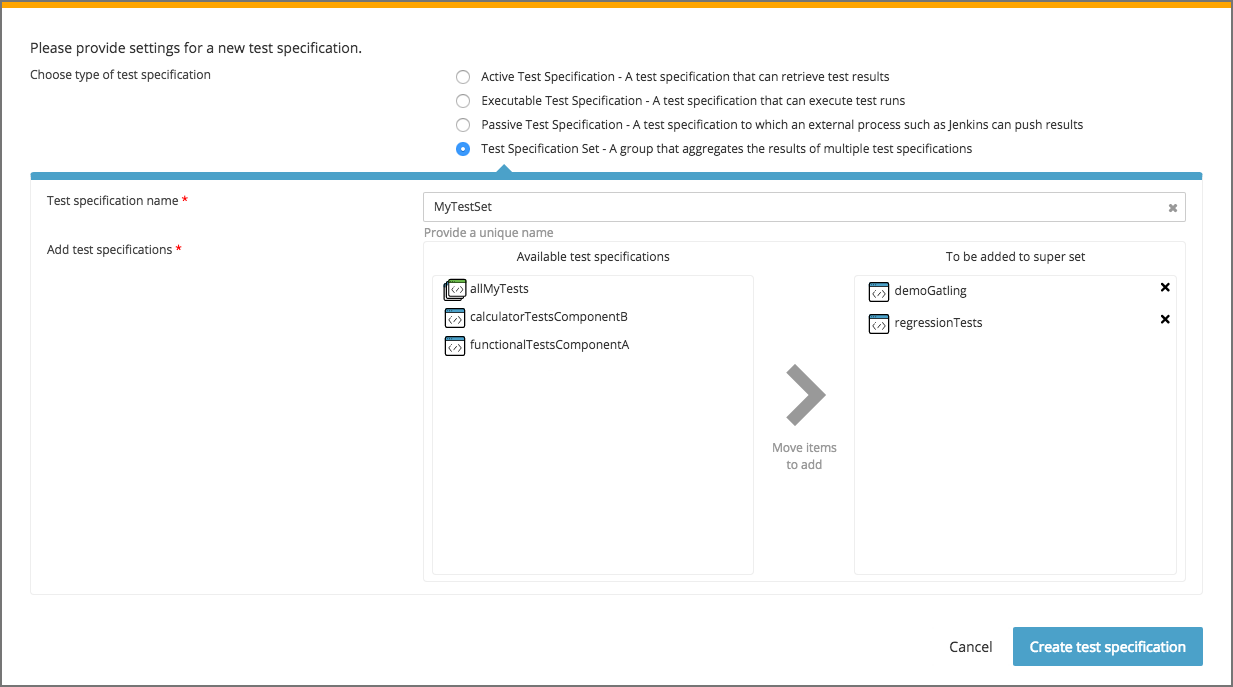 Please provide settings for a new test specification.
Choose type of test specification
Active Test Specification - A test specification that can retrieve test results
Executable Test Specification - A test specification that can execute test runs
Passive Test Specification - A test specification to which an external process such as Jenkins can push results
Test Specification Set - A group that aggregates the results of multiple test specifications
Test specification name *
MyTestSet
Provide a unique name
Add test specifications *
Available test specifications
allMyTests
calculatorTestsComponentB
functionalTestsComponentA
Move items
to add
To be added to super set
demoGatling
regressionTests
Cancel
Create test specification